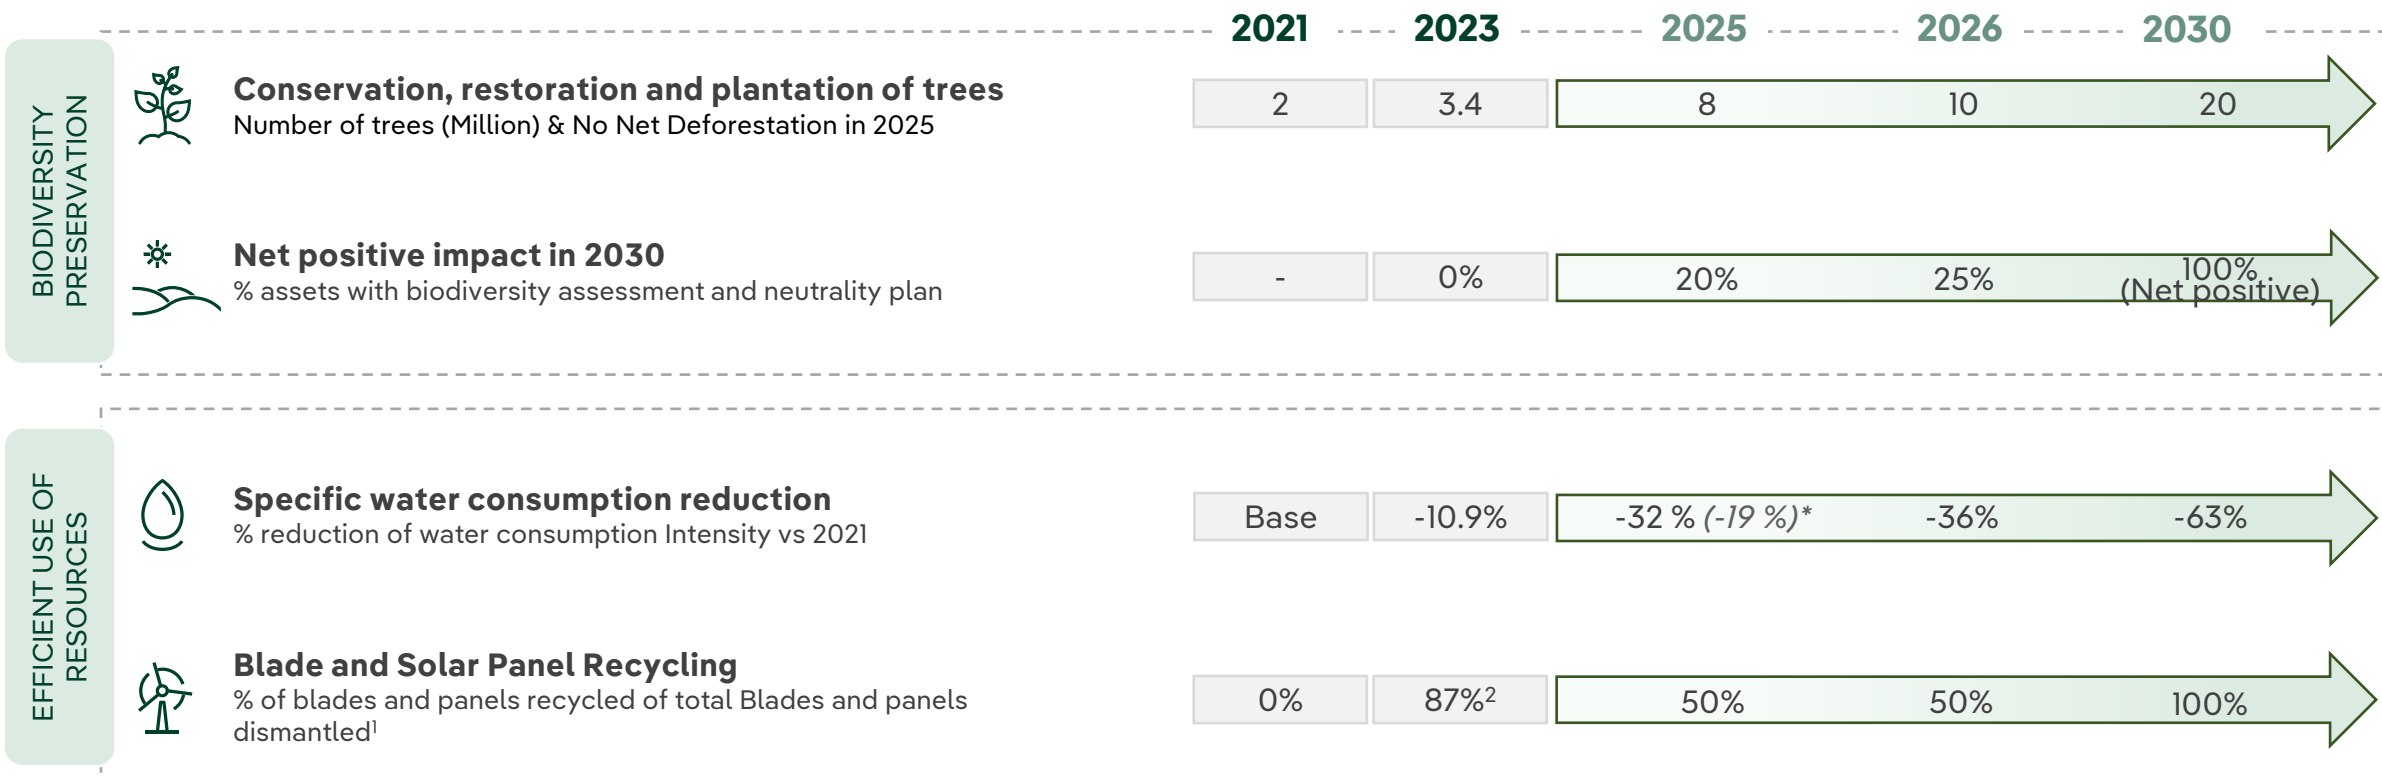 2021 2023 2025 2026 2030
BIODIVERSITY
PRESERVATION
Conservation, restoration and plantation of trees
Number of trees (Million) & No Net Deforestation in 2025
2 3.4 8 10 20
Net positive impact in 2030
% assets with biodiversity assessment and neutrality plan
- 0% 20% 25% 100%
(Net positive)
EFFICIENT USE OF
RESOURCES
Specific water consumption reduction
% reduction of water consumption Intensity vs 2021
Base -10.9% -32 % (-19 %)* -36% -63%
Blade and Solar Panel Recycling
% of blades and panels recycled of total Blades and panels
dismantled¹
0% 87%² 50% 50% 100%